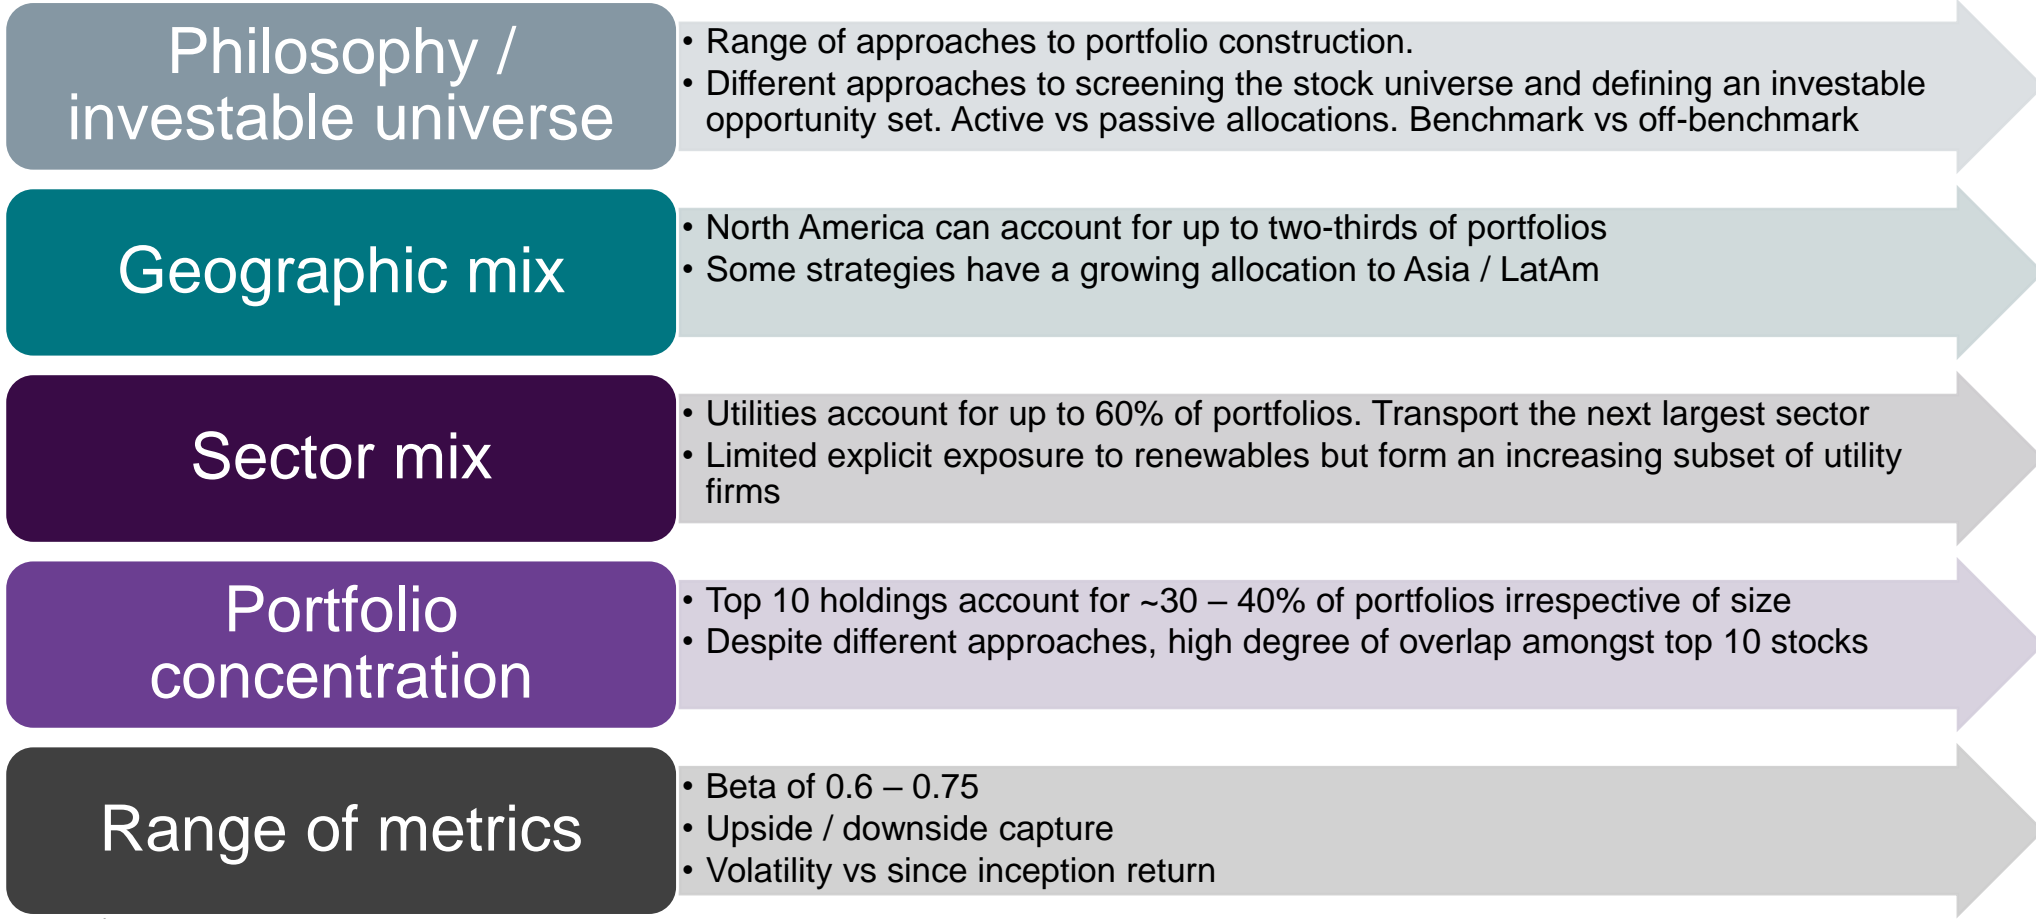 Philosophy /
investable universe
• Range of approaches to portfolio construction.
• Different approaches to screening the stock universe and defining an investable
opportunity set. Active vs passive allocations. Benchmark vs off-benchmark
Geographic mix
• North America can account for up to two-thirds of portfolios
• Some strategies have a growing allocation to Asia / LatAm
Sector mix
• Utilities account for up to 60% of portfolios. Transport the next largest sector
• Limited explicit exposure to renewables but form an increasing subset of utility
firms
Portfolio
concentration
• Top 10 holdings account for ~30 – 40% of portfolios irrespective of size
• Despite different approaches, high degree of overlap amongst top 10 stocks
Range of metrics
• Beta of 0.6 – 0.75
• Upside / downside capture
• Volatility vs since inception return